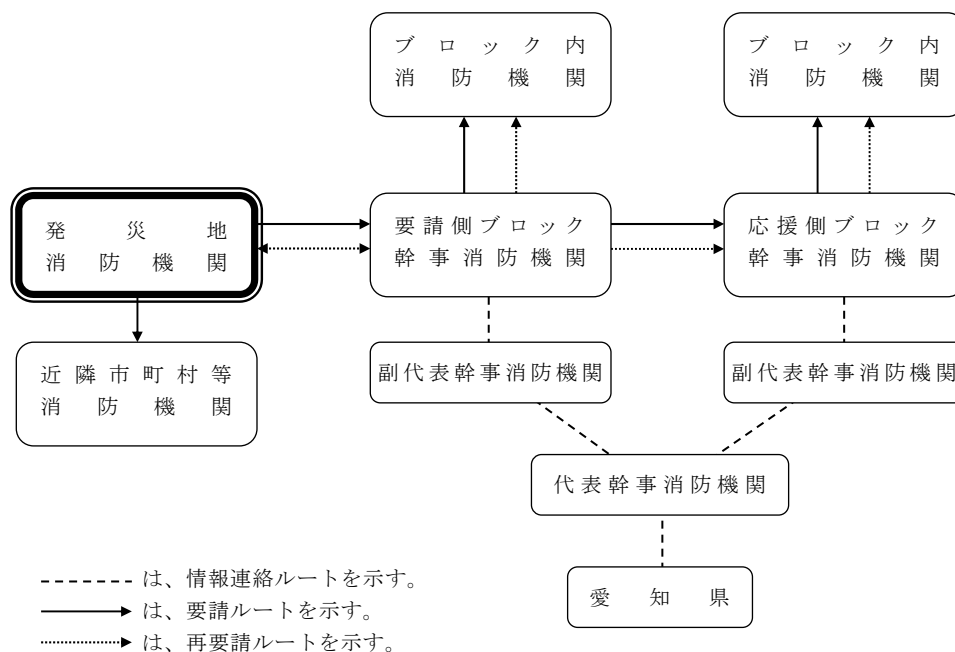 ブロック内
消防機関
ブロック内
消防機関
発災地
消防機関
要請側ブロック
幹事消防機関
応援側ブロック
幹事消防機関
近隣市町村等
消防機関
副代表幹事消防機関
副代表幹事消防機関
代表幹事消防機関
愛知県
は、情報連絡ルートを示す。
は、要請ルートを示す。
は、再要請ルートを示す。